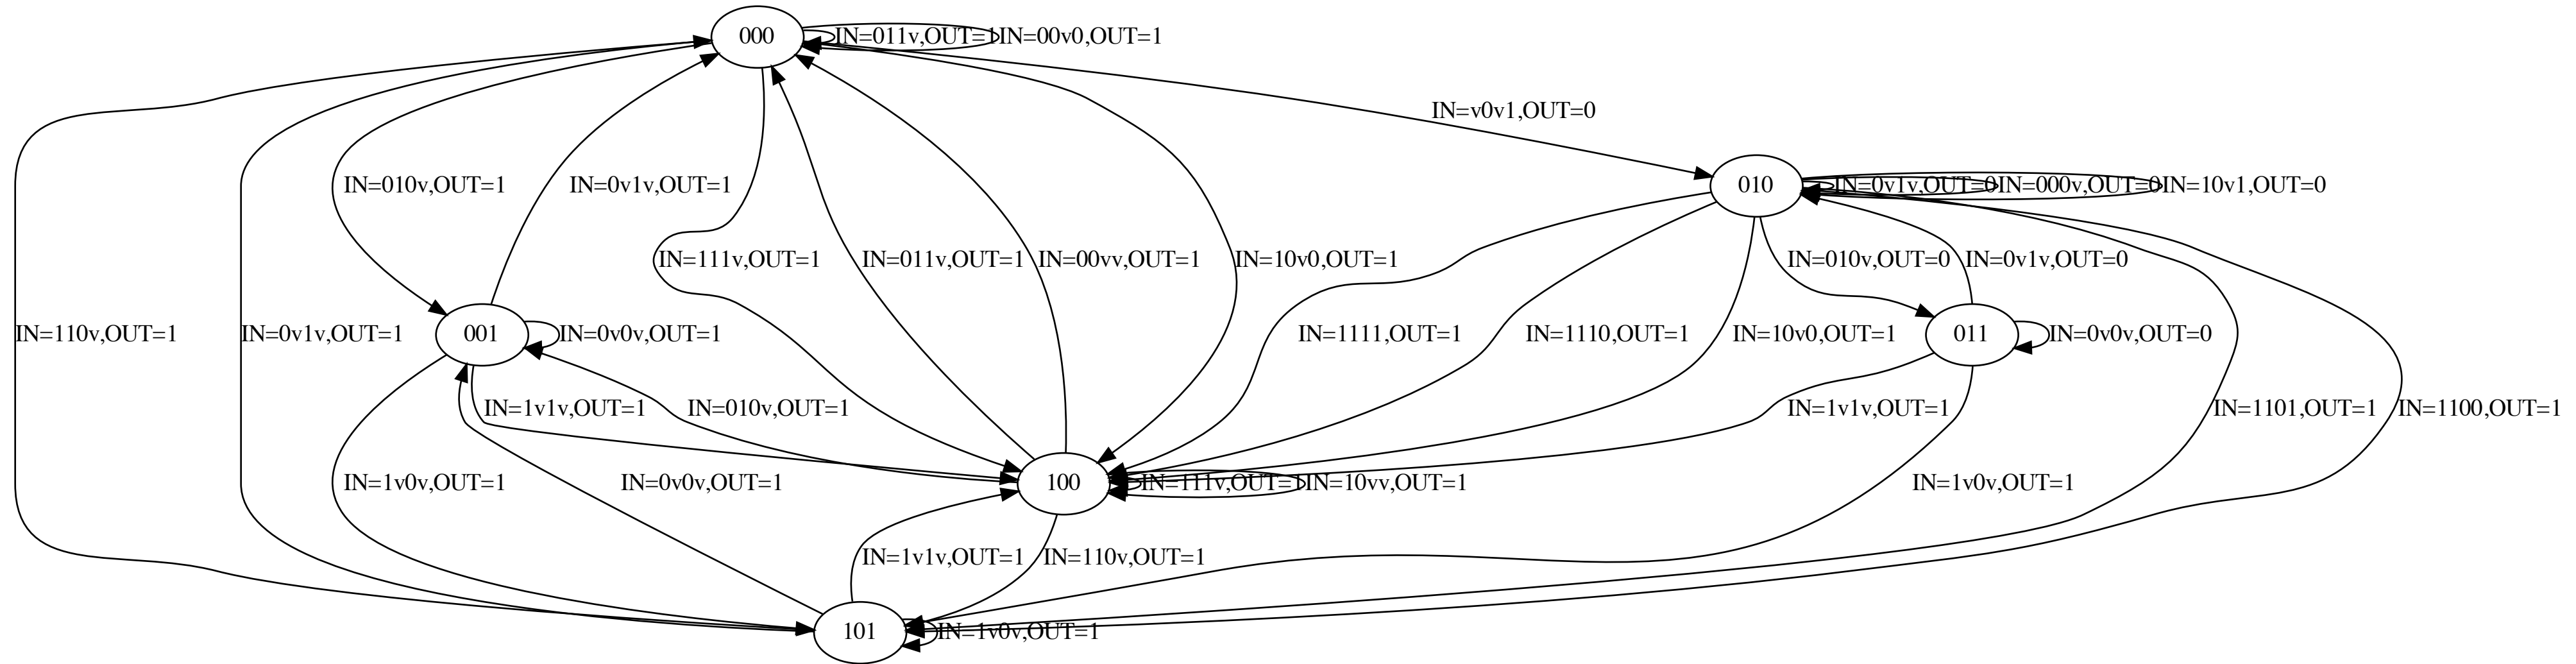 000
IN=011v,OUT=1
IN=00v0,OUT=1
IN=v0v1,OUT=0
010
IN=010v,OUT=1
IN=0v1v,OUT=1
IN=0v1v,OUT=0
IN=000v,OUT=0
IN=10v1,OUT=0
IN=111v,OUT=1
IN=011v,OUT=1
IN=00vv,OUT=1
IN=10v0,OUT=1
IN=010v,OUT=0
IN=0v1v,OUT=0
IN=110v,OUT=1
IN=0v1v,OUT=1
001
IN=0v0v,OUT=1
IN=1111,OUT=1
IN=1110,OUT=1
IN=10v0,OUT=1
011
IN=0v0v,OUT=0
IN=1v1v,OUT=1
IN=010v,OUT=1
IN=1v1v,OUT=1
IN=1101,OUT=1
IN=1100,OUT=1
IN=1v0v,OUT=1
IN=0v0v,OUT=1
100
IN=111v,OUT=1
IN=10vv,OUT=1
IN=1v0v,OUT=1
IN=1v1v,OUT=1
IN=110v,OUT=1
101
IN=1v0v,OUT=1